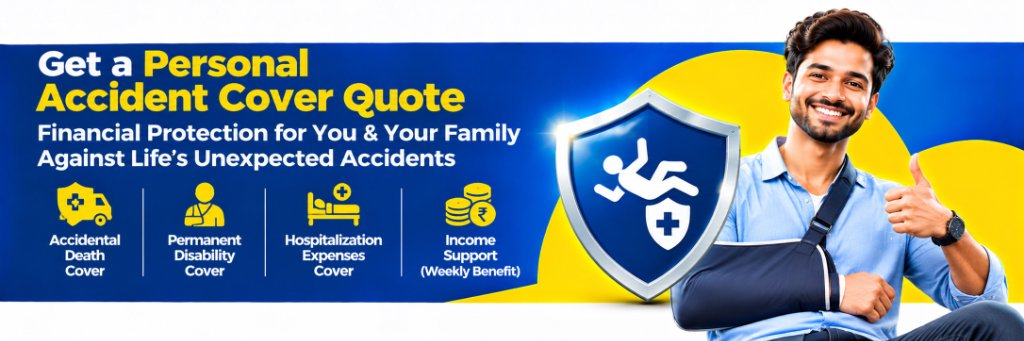 Get a Personal
Accident Cover Quote
Financial Protection for You & Your Family
Against Life's Unexpected Accidents
Accidental
Death
Cover
Permanent
Disability
Cover
Hospitalization
Expenses
Cover
₹
Income
Support
(Weekly Benefit)